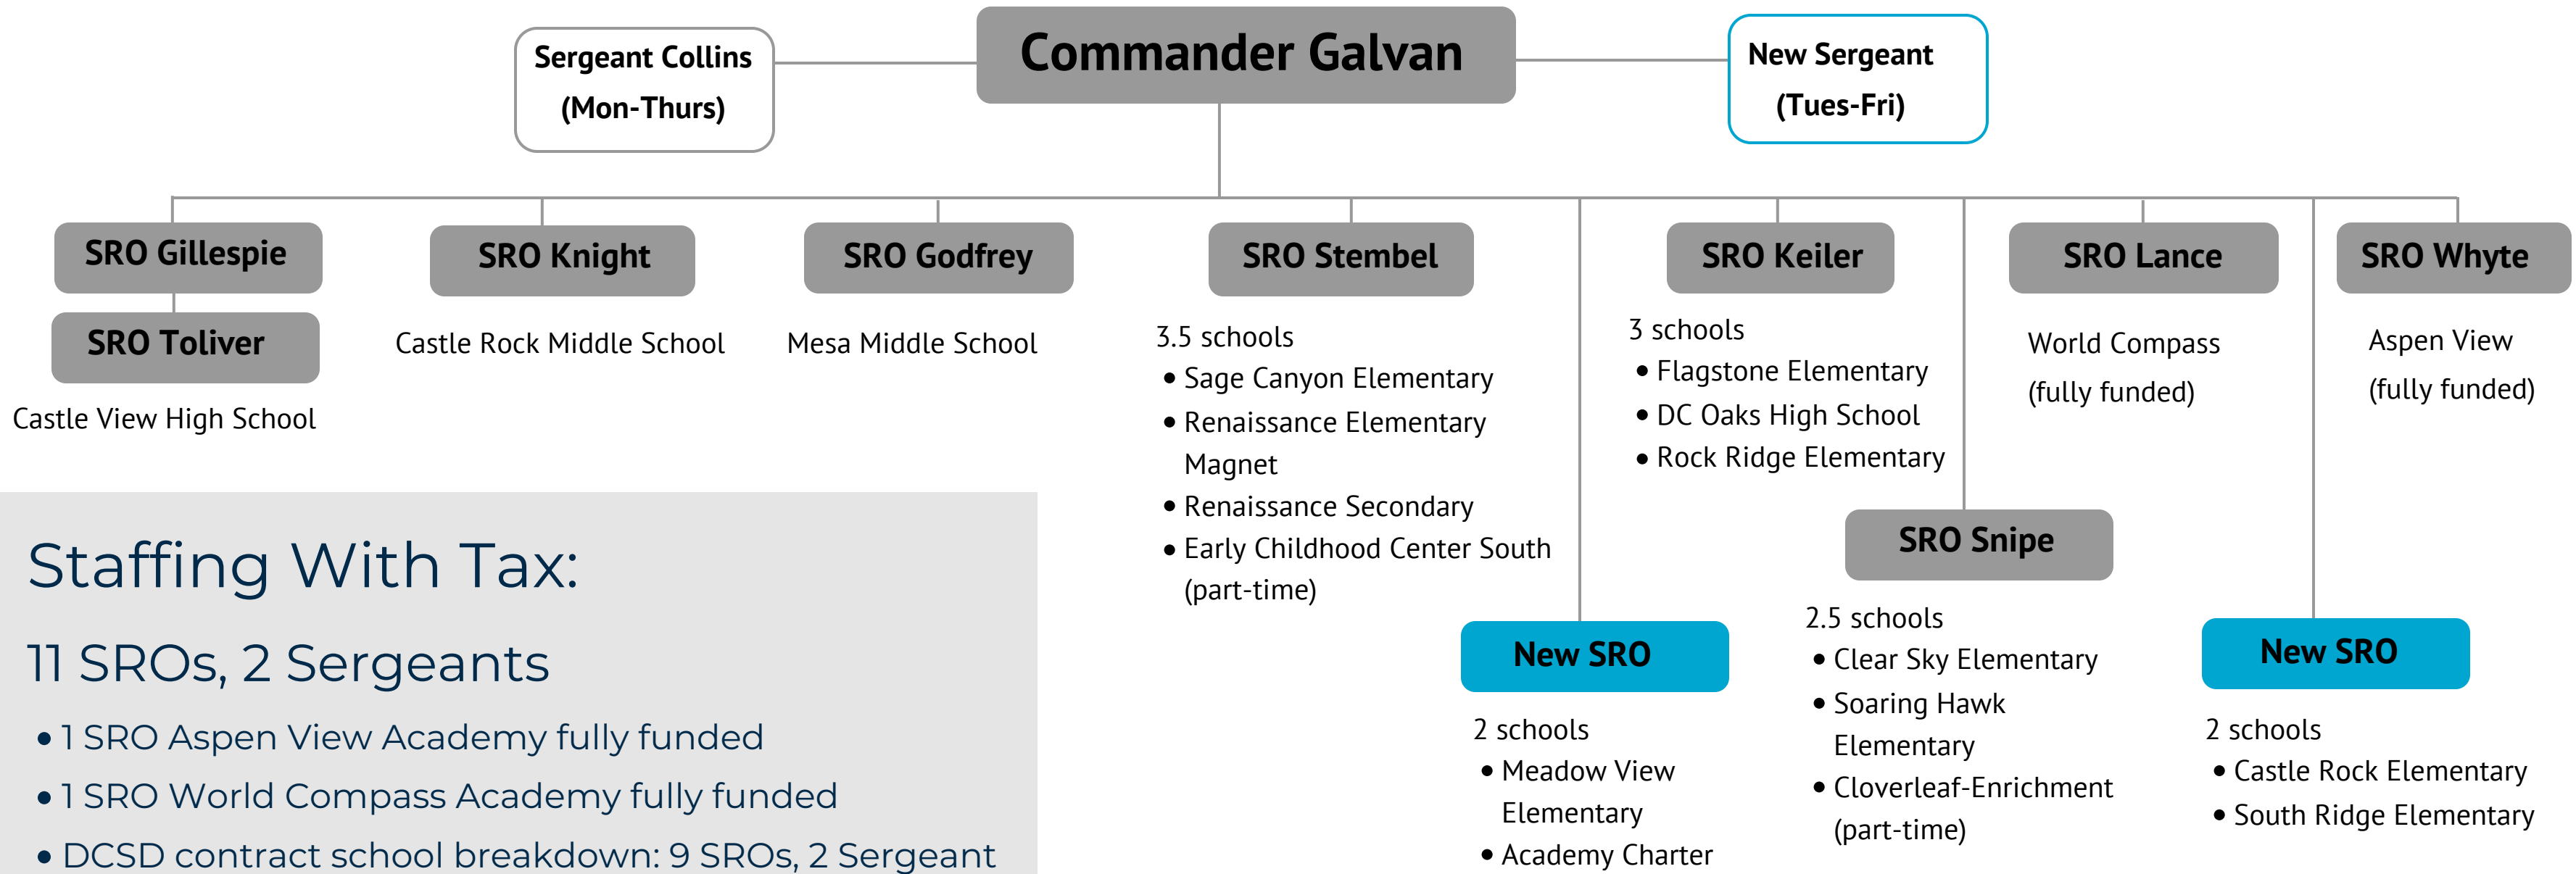 Commander Galvan
Sergeant Collins
(Mon-Thurs)
New Sergeant
(Tues-Fri)
SRO Gillespie
SRO Toliver
Castle View High School
SRO Knight
Castle Rock Middle School
SRO Godfrey
Mesa Middle School
SRO Stembel
3.5 schools
• Sage Canyon Elementary
• Renaissance Elementary
Magnet
• Renaissance Secondary
• Early Childhood Center South
(part-time)
New SRO
2 schools
• Meadow View
Elementary
• Academy Charter
SRO Keiler
3 schools
• Flagstone Elementary
• DC Oaks High School
• Rock Ridge Elementary
SRO Snipe
2.5 schools
• Clear Sky Elementary
• Soaring Hawk
Elementary
• Cloverleaf-Enrichment
(part-time)
SRO Lance
World Compass
(fully funded)
New SRO
2 schools
• Castle Rock Elementary
• South Ridge Elementary
SRO Whyte
Aspen View
(fully funded)
Staffing With Tax:
11 SROs, 2 Sergeants
• 1 SRO Aspen View Academy fully funded
• 1 SRO World Compass Academy fully funded
• DCSD contract school breakdown: 9 SROs, 2 Sergeant